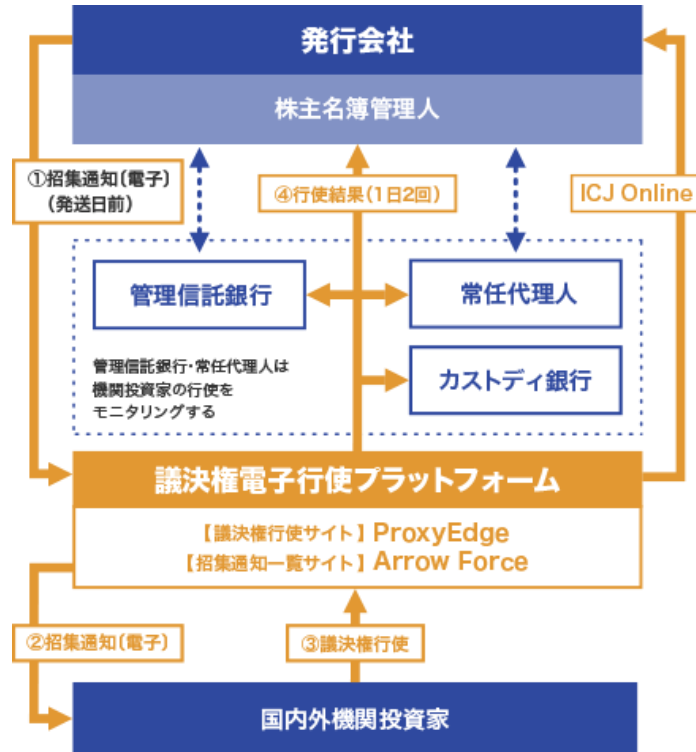 発行会社
株主名簿管理人
①招集通知〔電子〕
（発送日前）
④行使結果（1日2回）
ICJ Online
管理信託銀行
常任代理人
管理信託銀行・常任代理人は
機関投資家の行使を
モニタリングする
カストディ銀行
議決権電子行使プラットフォーム
【議決権行使サイト】ProxyEdge
【招集通知一覧サイト】Arrow Force
②招集通知〔電子〕
③議決権行使
国内外機関投資家